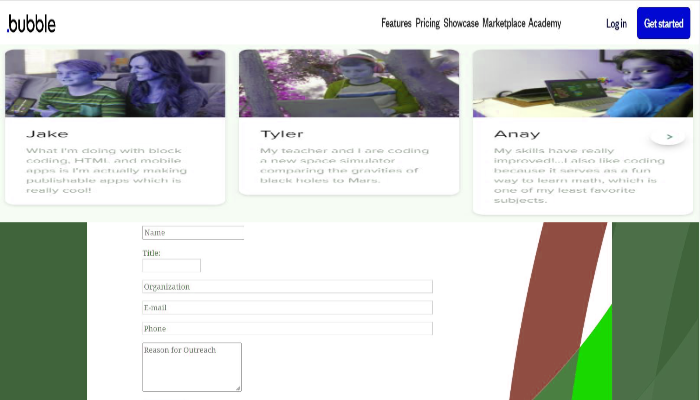 .bubble
Features Pricing Showcase Marketplace Academy
Log in
Get started
Jake
What I'm doing with block
coding, HTML and mobile
apps is I'm actually making
publishable apps which is
really cool!
Tyler
My teacher and I are coding
a new space simulator
comparing the gravities of
black holes to Mars.
Anay
My skills have really
improved!...I also like coding
because it serves as a fun
way to learn math, which is
one of my least favorite
subjects.
>
Name
Title:
Organization
E-mail
Phone
Reason for Outreach